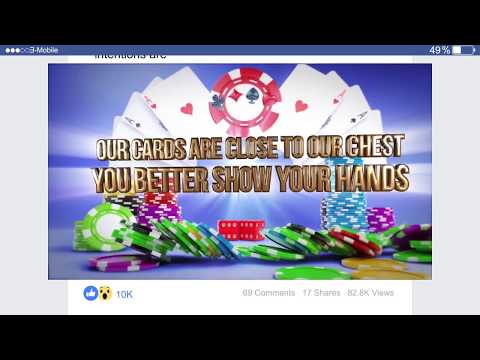 ●●●○○3-Mobile
49%
intentions are
OUR CARDS ARE CLOSE TO OUR CHEST
YOU BETTER SHOW YOUR HANDS
10K
69 Comments 17 Shares 82.8K Views